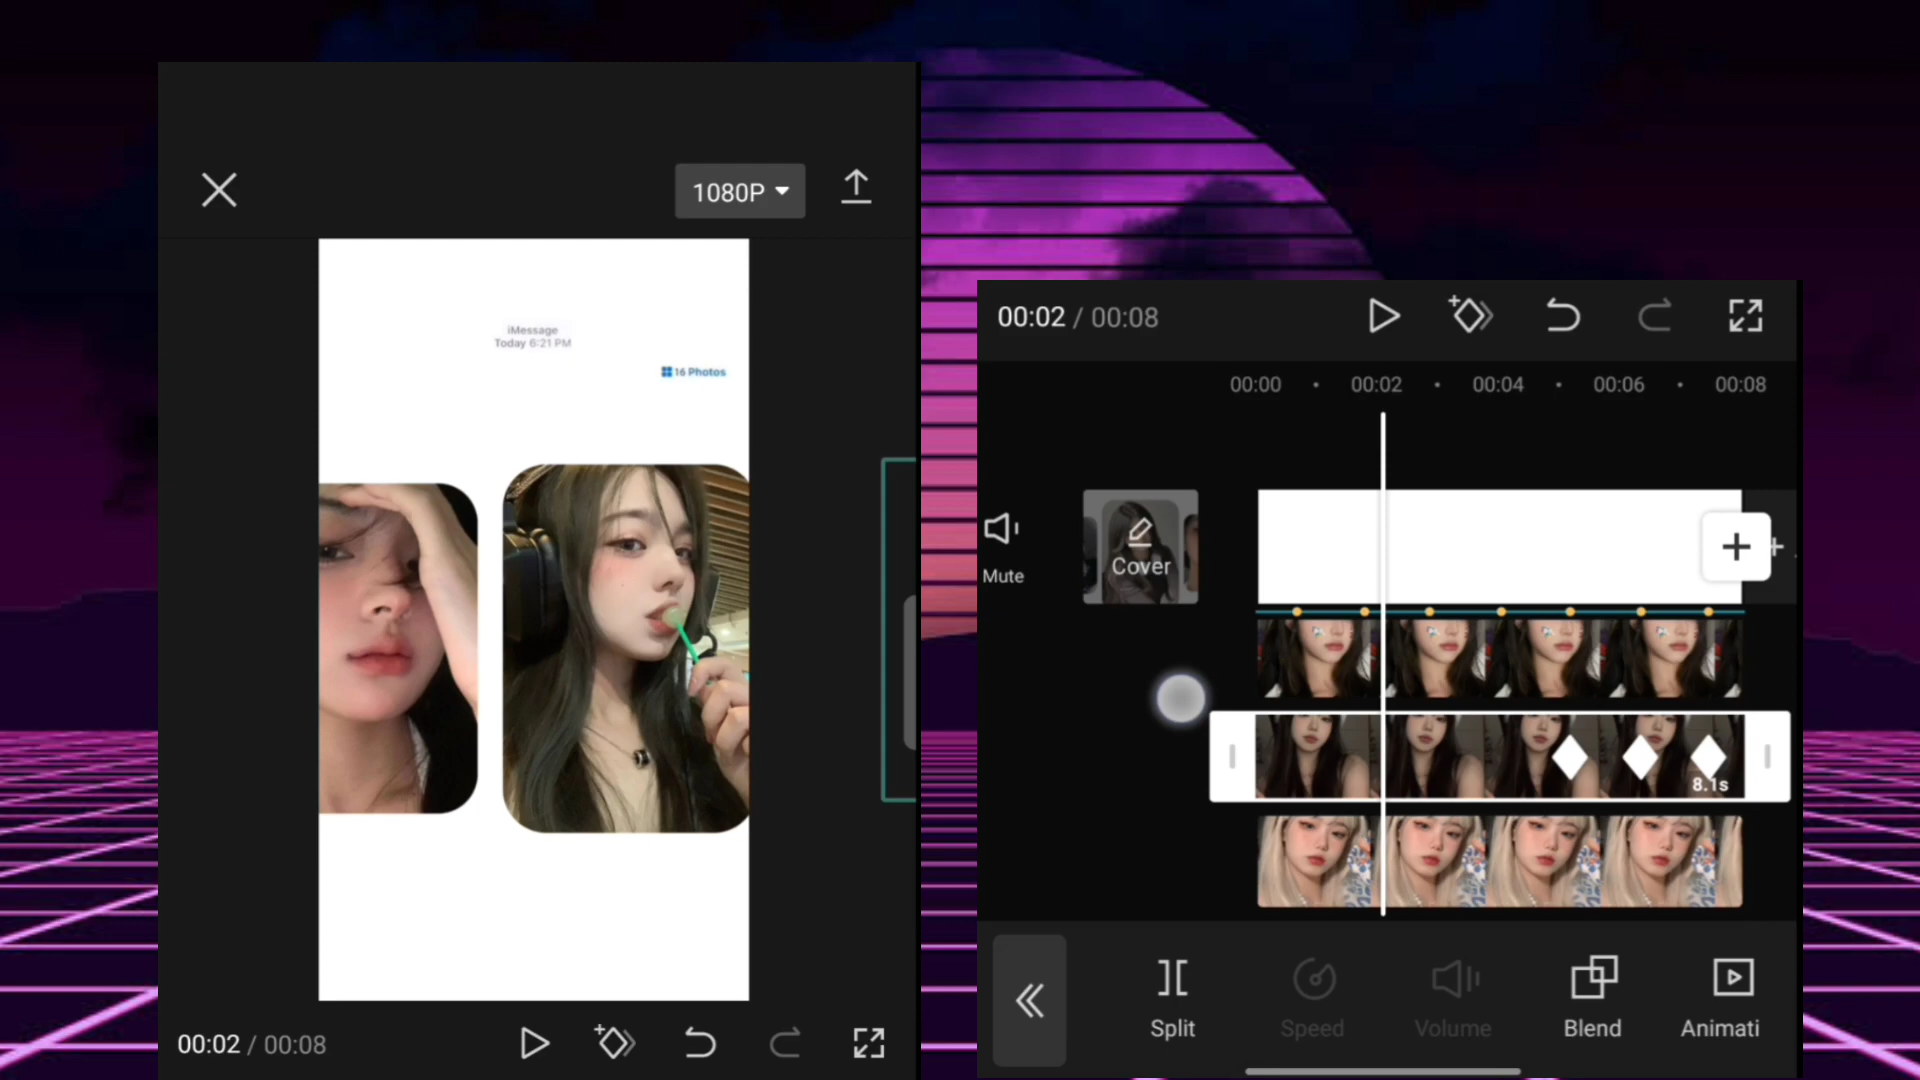 1080P
iMessage
Today 6:21 PM
16 Photos
00:02 / 00:08
00:02 / 00:08
00:00 00:02 00:04 00:06 00:08
Mute
Cover
8.1s
Split Speed Volume Blend Animati